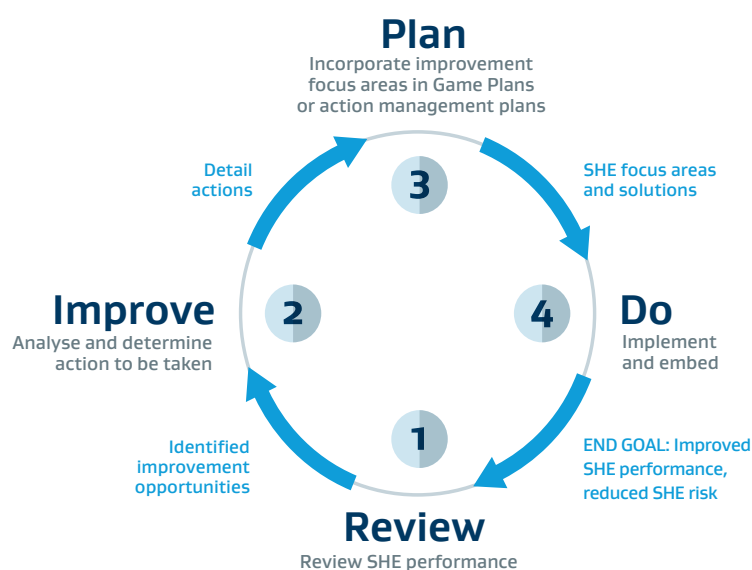 Plan
Incorporate improvement
focus areas in Game Plans
or action management plans
Detail
actions
SHE focus areas
and solutions
3
Improve
Analyse and determine
action to be taken
2
4
Do
Implement
and embed
1
Identified
improvement
opportunities
END GOAL: Improved
SHE performance,
reduced SHE risk
Review
Review SHE performance